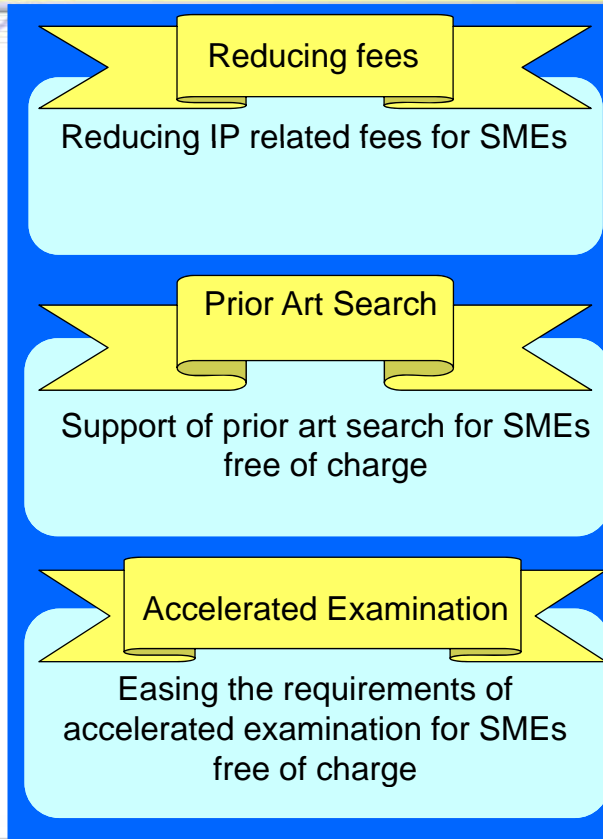 Reducing fees
Reducing IP related fees for SMEs
Prior Art Search
Support of prior art search for SMEs
free of charge
Accelerated Examination
Easing the requirements of
accelerated examination for SMEs
free of charge